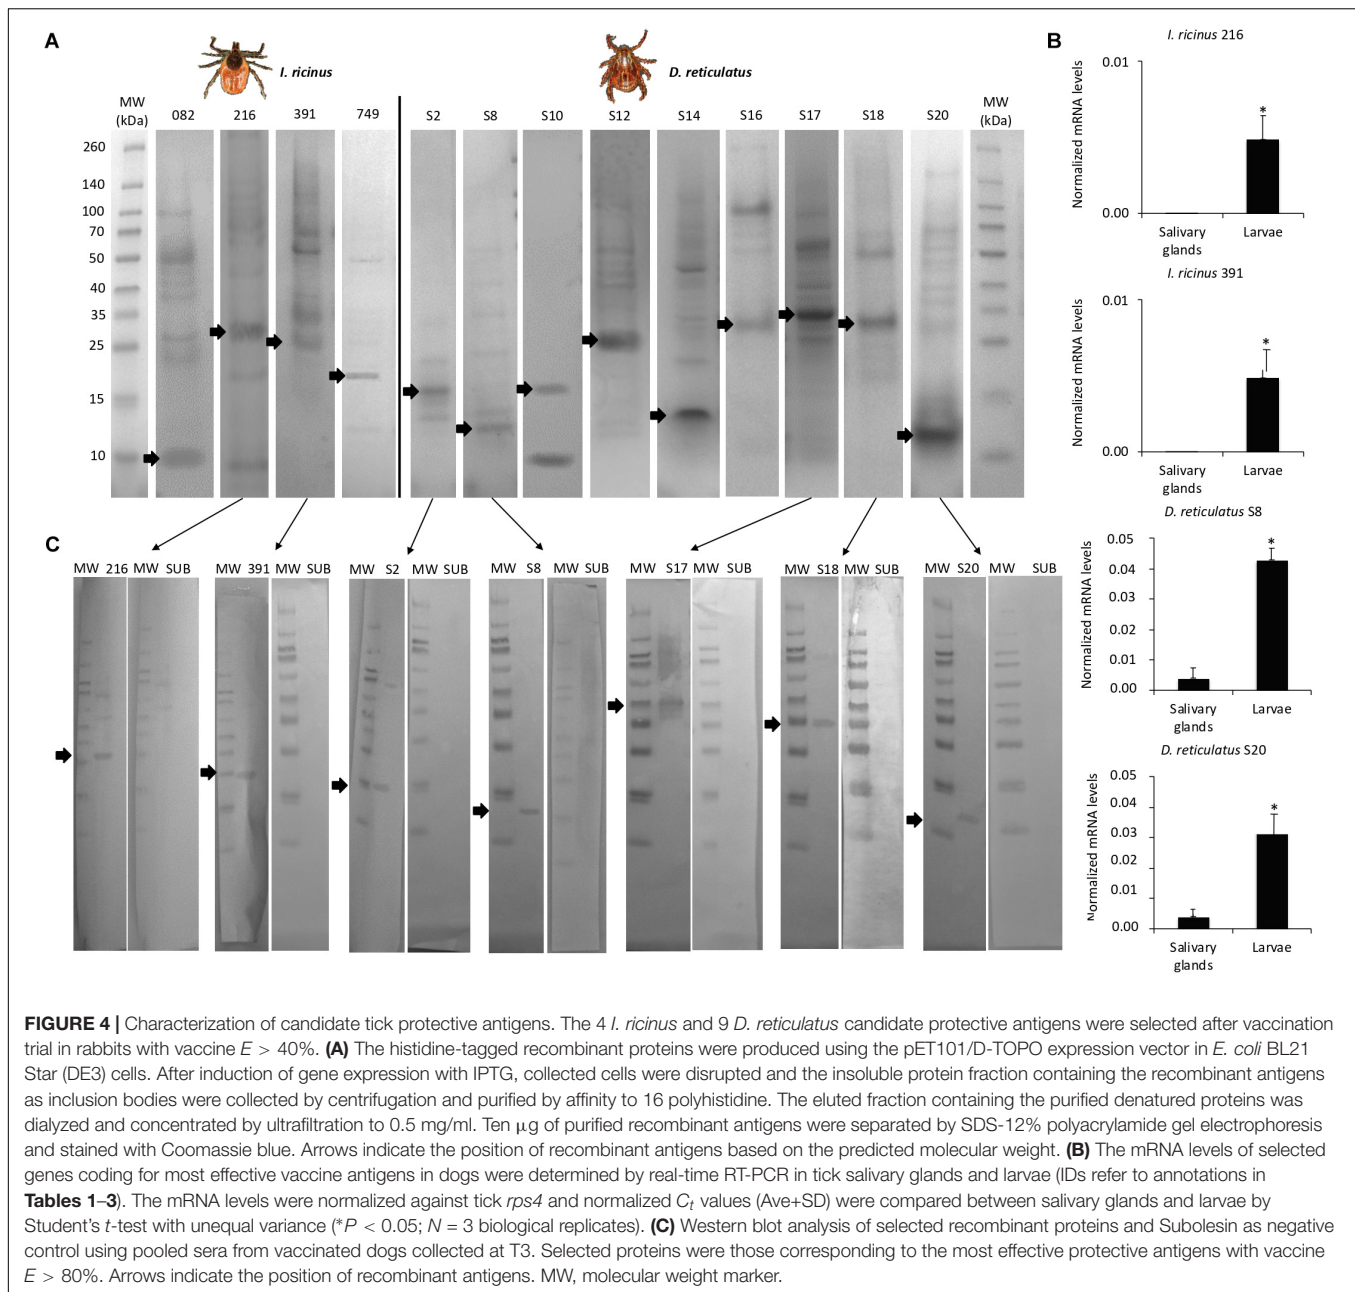 A
I. ricinus
D. reticulatus
MW
(kDa)
082 216 391 749 S2 S8 S10 S12 S14 S16 S17 S18 S20
MW
(kDa)
260
140
100
70
50
40
35
25
15
10
B
I. ricinus 216
Normalized mRNA levels
0.01
0.00
*
Salivary
glands
Larvae
I. ricinus 391
Normalized mRNA levels
0.01
0.00
*
Salivary
glands
Larvae
D. reticulatus S8
Normalized mRNA levels
0.05
0.04
0.03
0.02
0.01
0.00
*
Salivary
glands
Larvae
D. reticulatus S20
Normalized mRNA levels
0.05
0.04
0.03
0.02
0.01
0.00
*
Salivary
glands
Larvae
C
MW 216 MW SUB MW 391 MW SUB MW S2 MW SUB MW S8 MW SUB MW S17 MW SUB MW S18 MW SUB MW S20 MW SUB
FIGURE 4 | Characterization of candidate tick protective antigens. The 4 I. ricinus and 9 D. reticulatus candidate protective antigens were selected after vaccination
trial in rabbits with vaccine E > 40%. (A) The histidine-tagged recombinant proteins were produced using the pET101/D-TOPO expression vector in E. coli BL21
Star (DE3) cells. After induction of gene expression with IPTG, collected cells were disrupted and the insoluble protein fraction containing the recombinant antigens
as inclusion bodies were collected by centrifugation and purified by affinity to 16 polyhistidine. The eluted fraction containing the purified denatured proteins was
dialyzed and concentrated by ultrafiltration to 0.5 mg/ml. Ten μg of purified recombinant antigens were separated by SDS-12% polyacrylamide gel electrophoresis
and stained with Coomassie blue. Arrows indicate the position of recombinant antigens based on the predicted molecular weight. (B) The mRNA levels of selected
genes coding for most effective vaccine antigens in dogs were determined by real-time RT-PCR in tick salivary glands and larvae (IDs refer to annotations in
Tables 1–3). The mRNA levels were normalized against tick rps4 and normalized Ct values (Ave+SD) were compared between salivary glands and larvae by
Student's t-test with unequal variance (*P < 0.05; N = 3 biological replicates). (C) Western blot analysis of selected recombinant proteins and Subolesin as negative
control using pooled sera from vaccinated dogs collected at T3. Selected proteins were those corresponding to the most effective protective antigens with vaccine
E > 80%. Arrows indicate the position of recombinant antigens. MW, molecular weight marker.